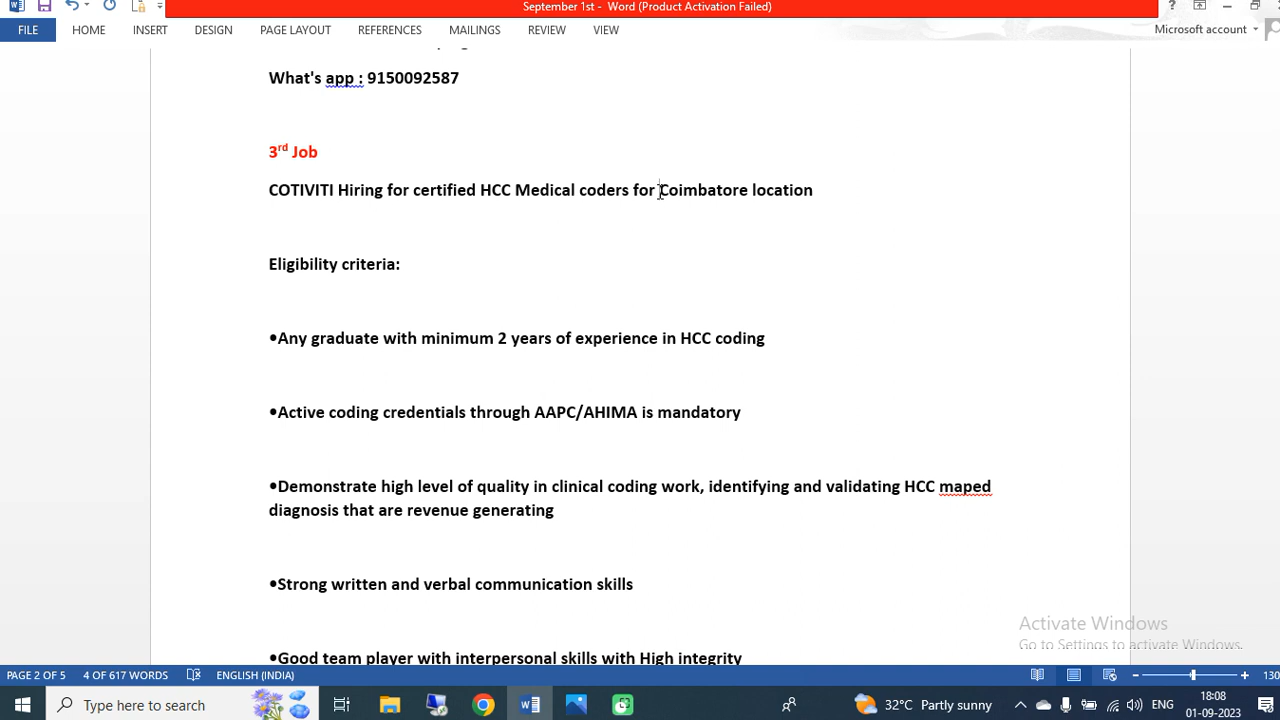 September 1st - Word (Product Activation Failed)
FILE HOME INSERT DESIGN PAGE LAYOUT REFERENCES MAILINGS REVIEW VIEW Microsoft account
What's app : 9150092587
3rd Job
COTIVITI Hiring for certified HCC Medical coders for Coimbatore location
Eligibility criteria:
•Any graduate with minimum 2 years of experience in HCC coding
•Active coding credentials through AAPC/AHIMA is mandatory
•Demonstrate high level of quality in clinical coding work, identifying and validating HCC maped
diagnosis that are revenue generating
•Strong written and verbal communication skills
Activate Windows
Go to Settings to activate Windows.
•Good team player with interpersonal skills with High integrity
PAGE 2 OF 5 4 OF 617 WORDS ENGLISH (INDIA) 130
Type here to search 32°C Partly sunny ENG 18:08
01-09-2023